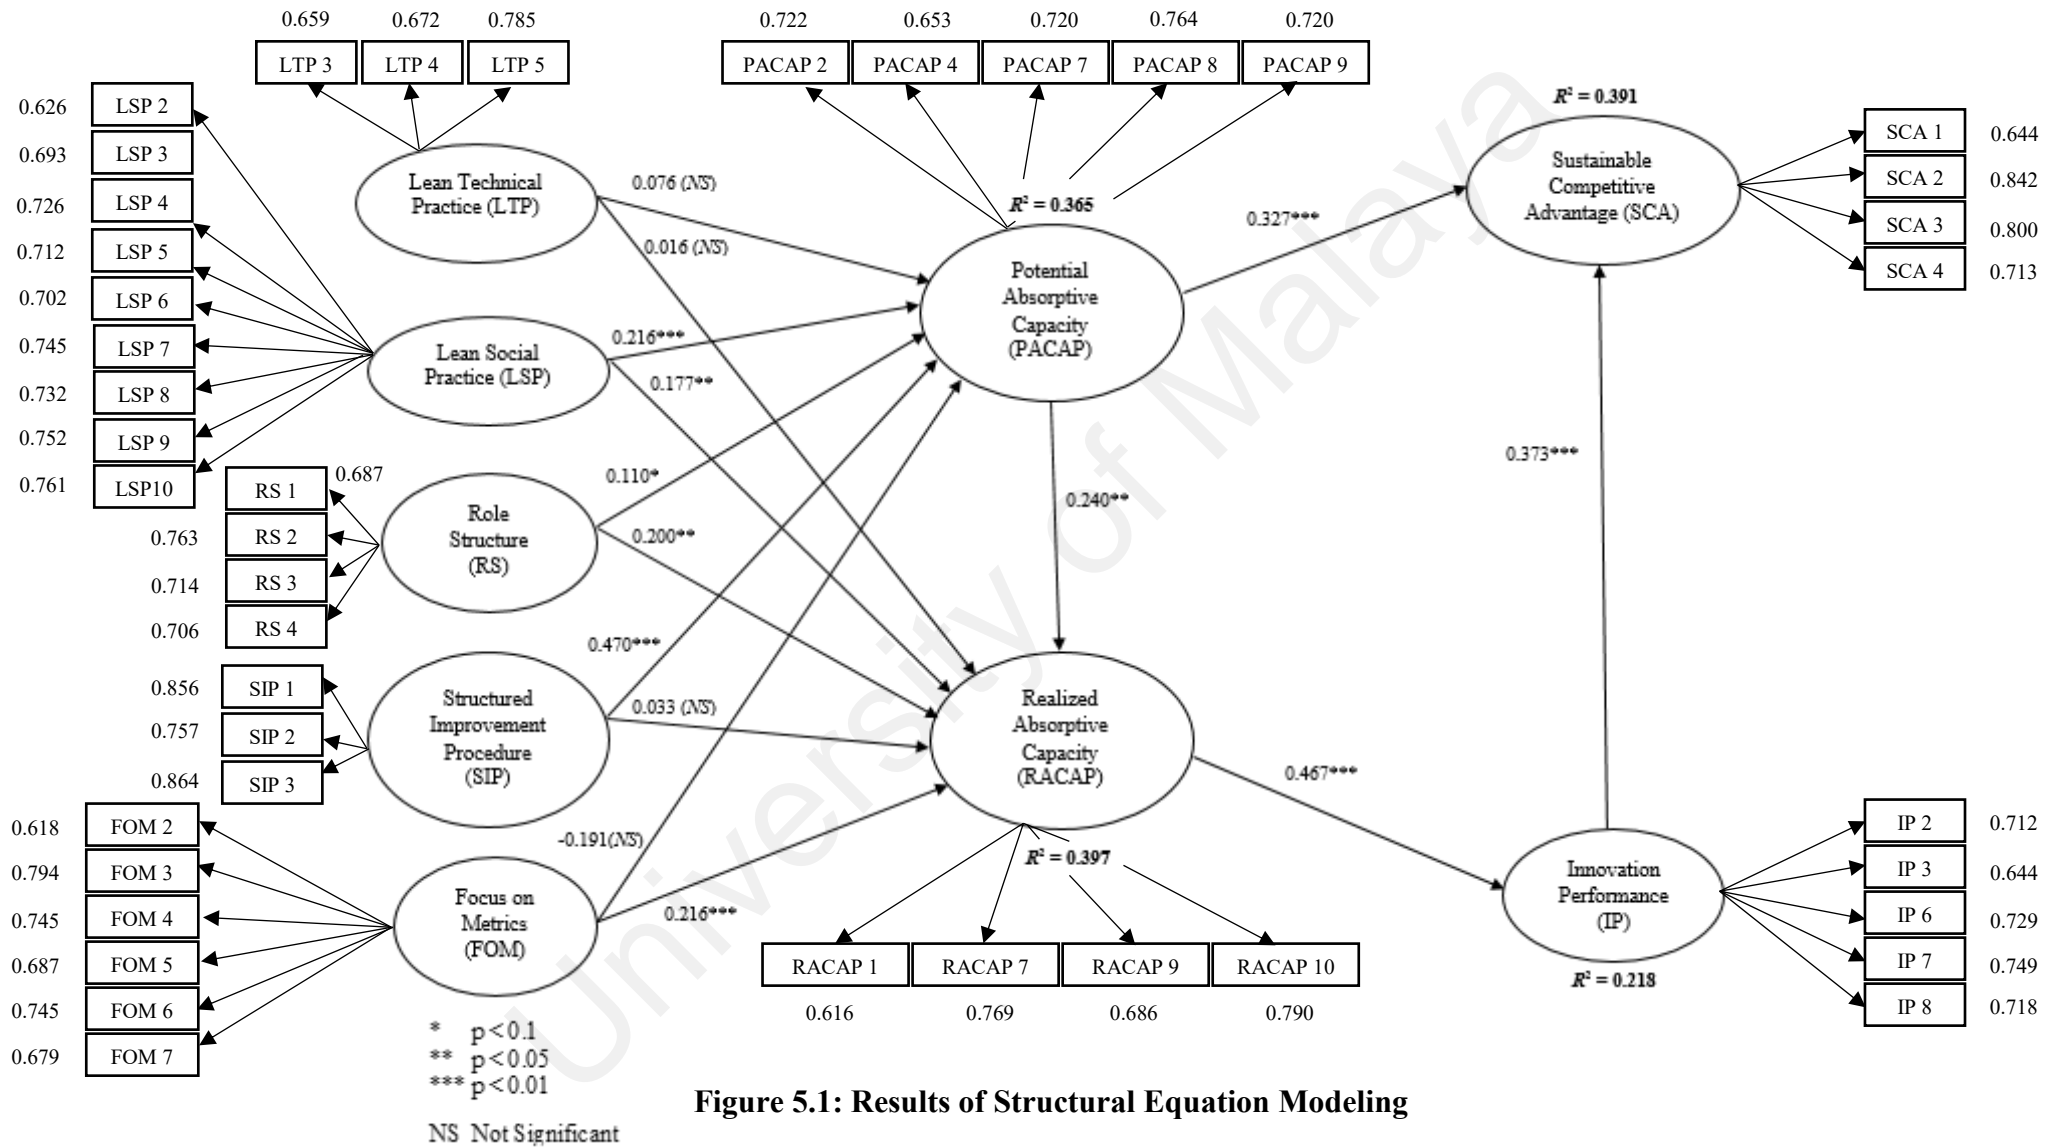 0.659 0.672 0.785 0.722 0.653 0.720 0.764 0.720
LTP 3 LTP 4 LTP 5 PACAP 2 PACAP 4 PACAP 7 PACAP 8 PACAP 9
0.626 LSP 2
0.693 LSP 3
0.726 LSP 4
0.712 LSP 5
0.702 LSP 6
0.745 LSP 7
0.732 LSP 8
0.752 LSP 9
0.761 LSP10
Lean Technical
Practice (LTP)
0.076 (NS)
0.016 (NS)
Lean Social
Practice (LSP)
0.216***
0.177**
RS 1 0.687
0.763 RS 2
0.714 RS 3
0.706 RS 4
Role
Structure
(RS)
0.110*
0.200**
0.856 SIP 1
0.757 SIP 2
0.864 SIP 3
Structured
Improvement
Procedure
(SIP)
0.470***
0.033 (NS)
0.618 FOM 2
0.794 FOM 3
0.745 FOM 4
0.687 FOM 5
0.745 FOM 6
0.679 FOM 7
Focus on
Metrics
(FOM)
-0.191(NS)
0.216***
R² = 0.365
Potential
Absorptive
Capacity
(PACAP)
0.327***
0.240**
Realized
Absorptive
Capacity
(RACAP)
R² = 0.397
0.467***
RACAP 1 RACAP 7 RACAP 9 RACAP 10
0.616 0.769 0.686 0.790
R² = 0.391
Sustainable
Competitive
Advantage (SCA)
SCA 1 0.644
SCA 2 0.842
SCA 3 0.800
SCA 4 0.713
0.373***
Innovation
Performance
(IP)
R² = 0.218
IP 2 0.712
IP 3 0.644
IP 6 0.729
IP 7 0.749
IP 8 0.718
* p<0.1
** p<0.05
*** p<0.01
NS Not Significant
Figure 5.1: Results of Structural Equation Modeling
University of Malaya